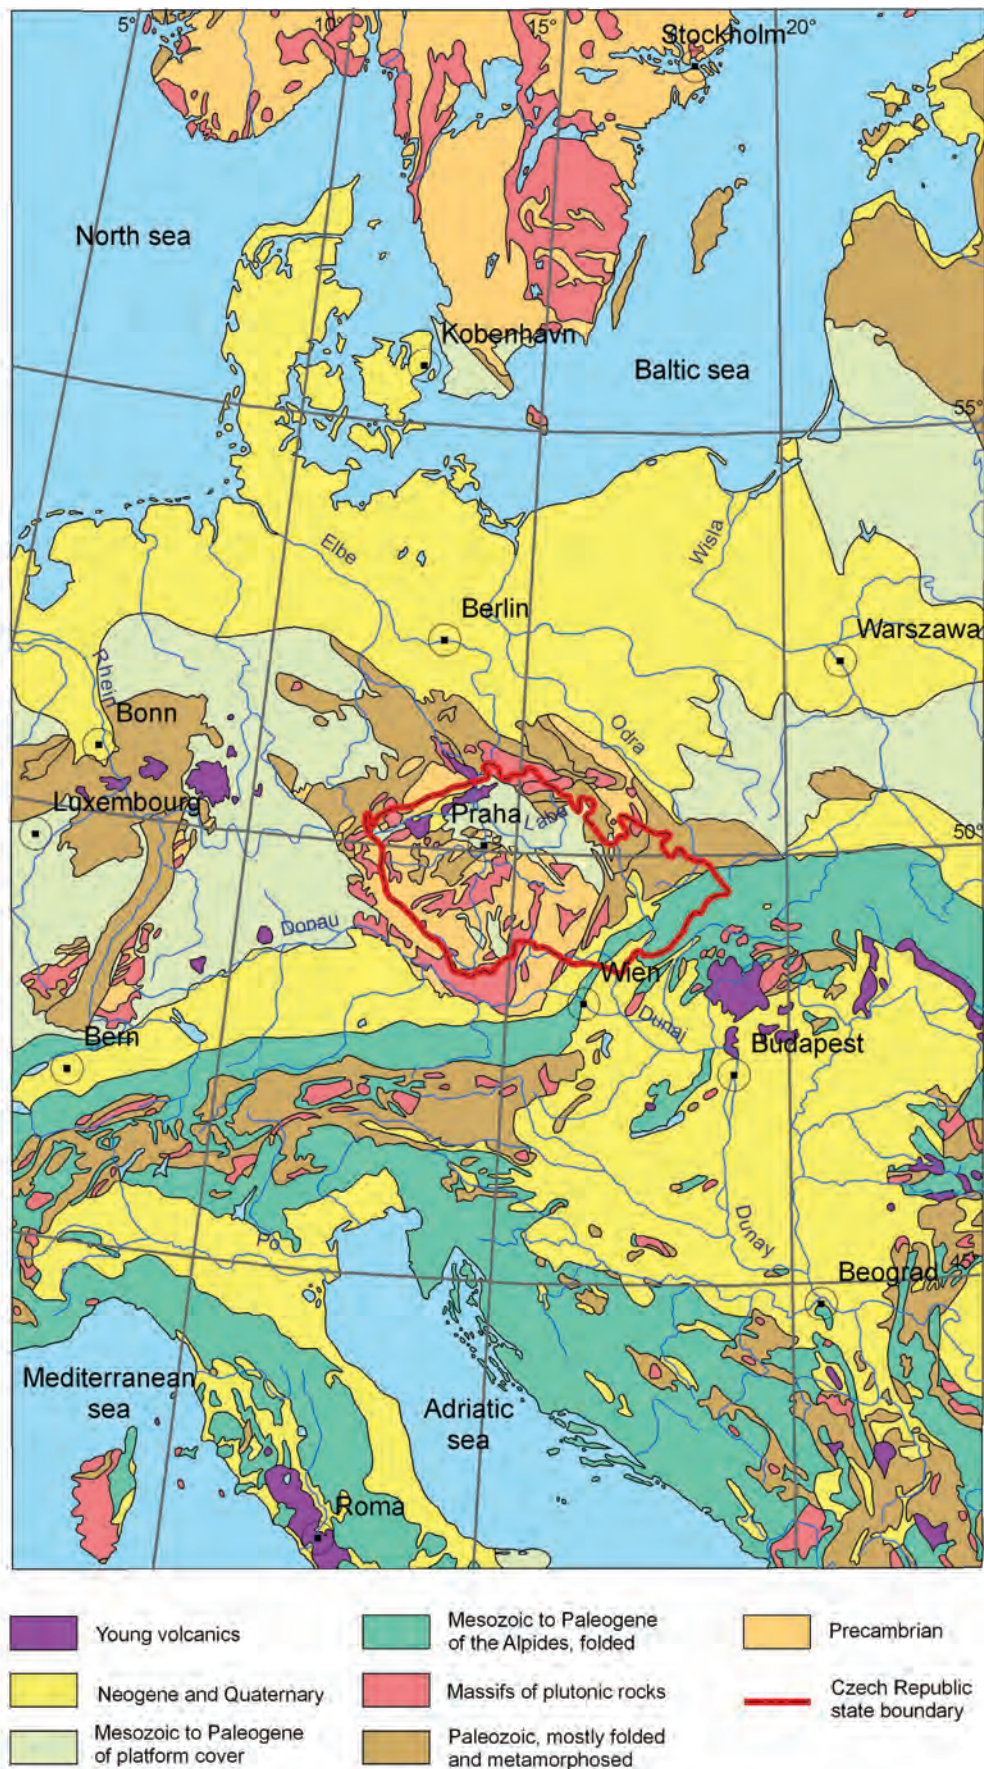 5°
10°
15°
20°
Stockholm
North sea
Kobenhavn
Baltic sea
55°
Elbe
Wisla
Berlin
Warszawa
Rhein
Bonn
Odra
Luxembourg
Praha
Labe
50°
Donau
Wien
Dunaj
Bern
Budapest
Dunay
Po
Beograd
45°
Mediterranean
sea
Adriatic
sea
Roma
Young volcanics
Neogene and Quaternary
Mesozoic to Paleogene
of platform cover
Mesozoic to Paleogene
of the Alpides, folded
Massifs of plutonic rocks
Paleozoic, mostly folded
and metamorphosed
Precambrian
Czech Republic
state boundary